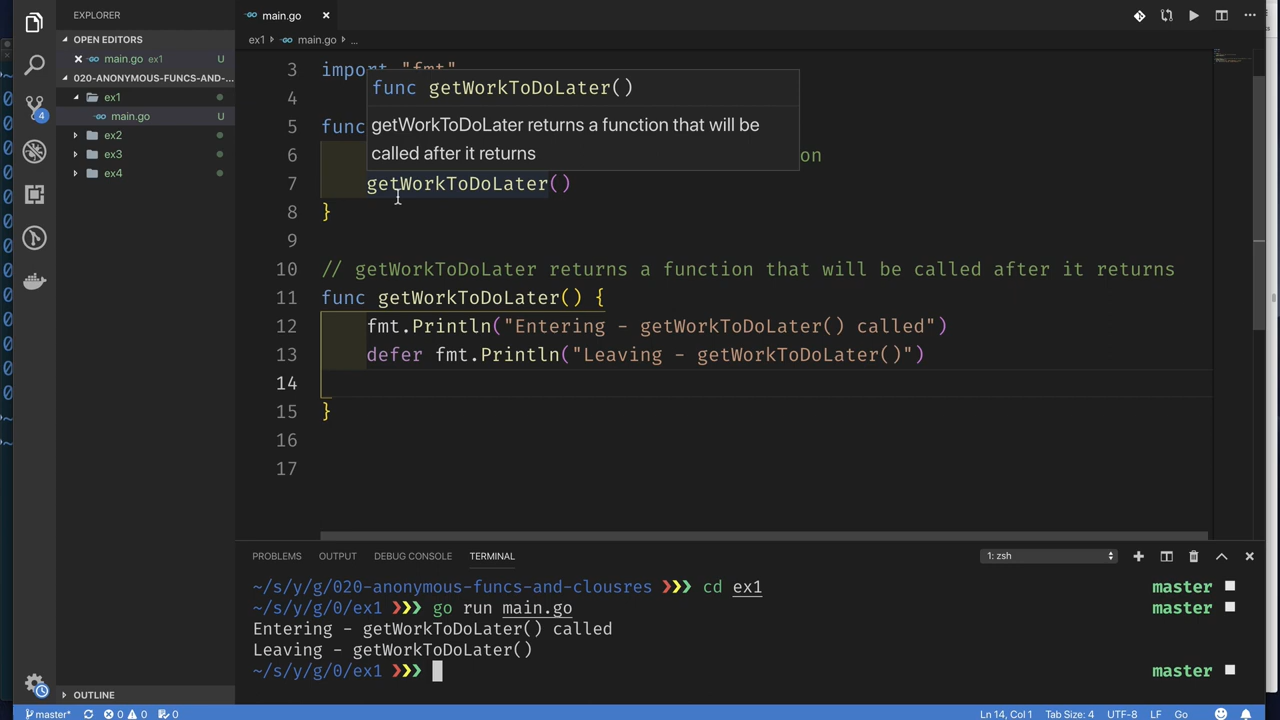 EXPLORER
main.go
OPEN EDITORS
main.go ex1 U
ex1 main.go ...
020-ANONYMOUS-FUNCS-AND-...
ex1
main.go U
ex2
ex3
ex4
4
3 import "fmt"
4
func getWorkToDoLater()
5 func
getWorkToDoLater returns a function that will be
called after it returns
6 on
7 getWorkToDoLater()
8 }
9
10 // getWorkToDoLater returns a function that will be called after it returns
11 func getWorkToDoLater() {
12 fmt.Println("Entering - getWorkToDoLater() called")
13 defer fmt.Println("Leaving - getWorkToDoLater()")
14
15 }
16
17
PROBLEMS OUTPUT DEBUG CONSOLE TERMINAL 1: zsh
~/s/y/g/020-anonymous-funcs-and-clousres ❯❯❯ cd ex1 master
~/s/y/g/0/ex1 ❯❯❯ go run main.go master
Entering - getWorkToDoLater() called
Leaving - getWorkToDoLater()
~/s/y/g/0/ex1 ❯❯❯ master
OUTLINE
master* 0 0 0 Ln 14, Col 1 Tab Size: 4 UTF-8 LF Go